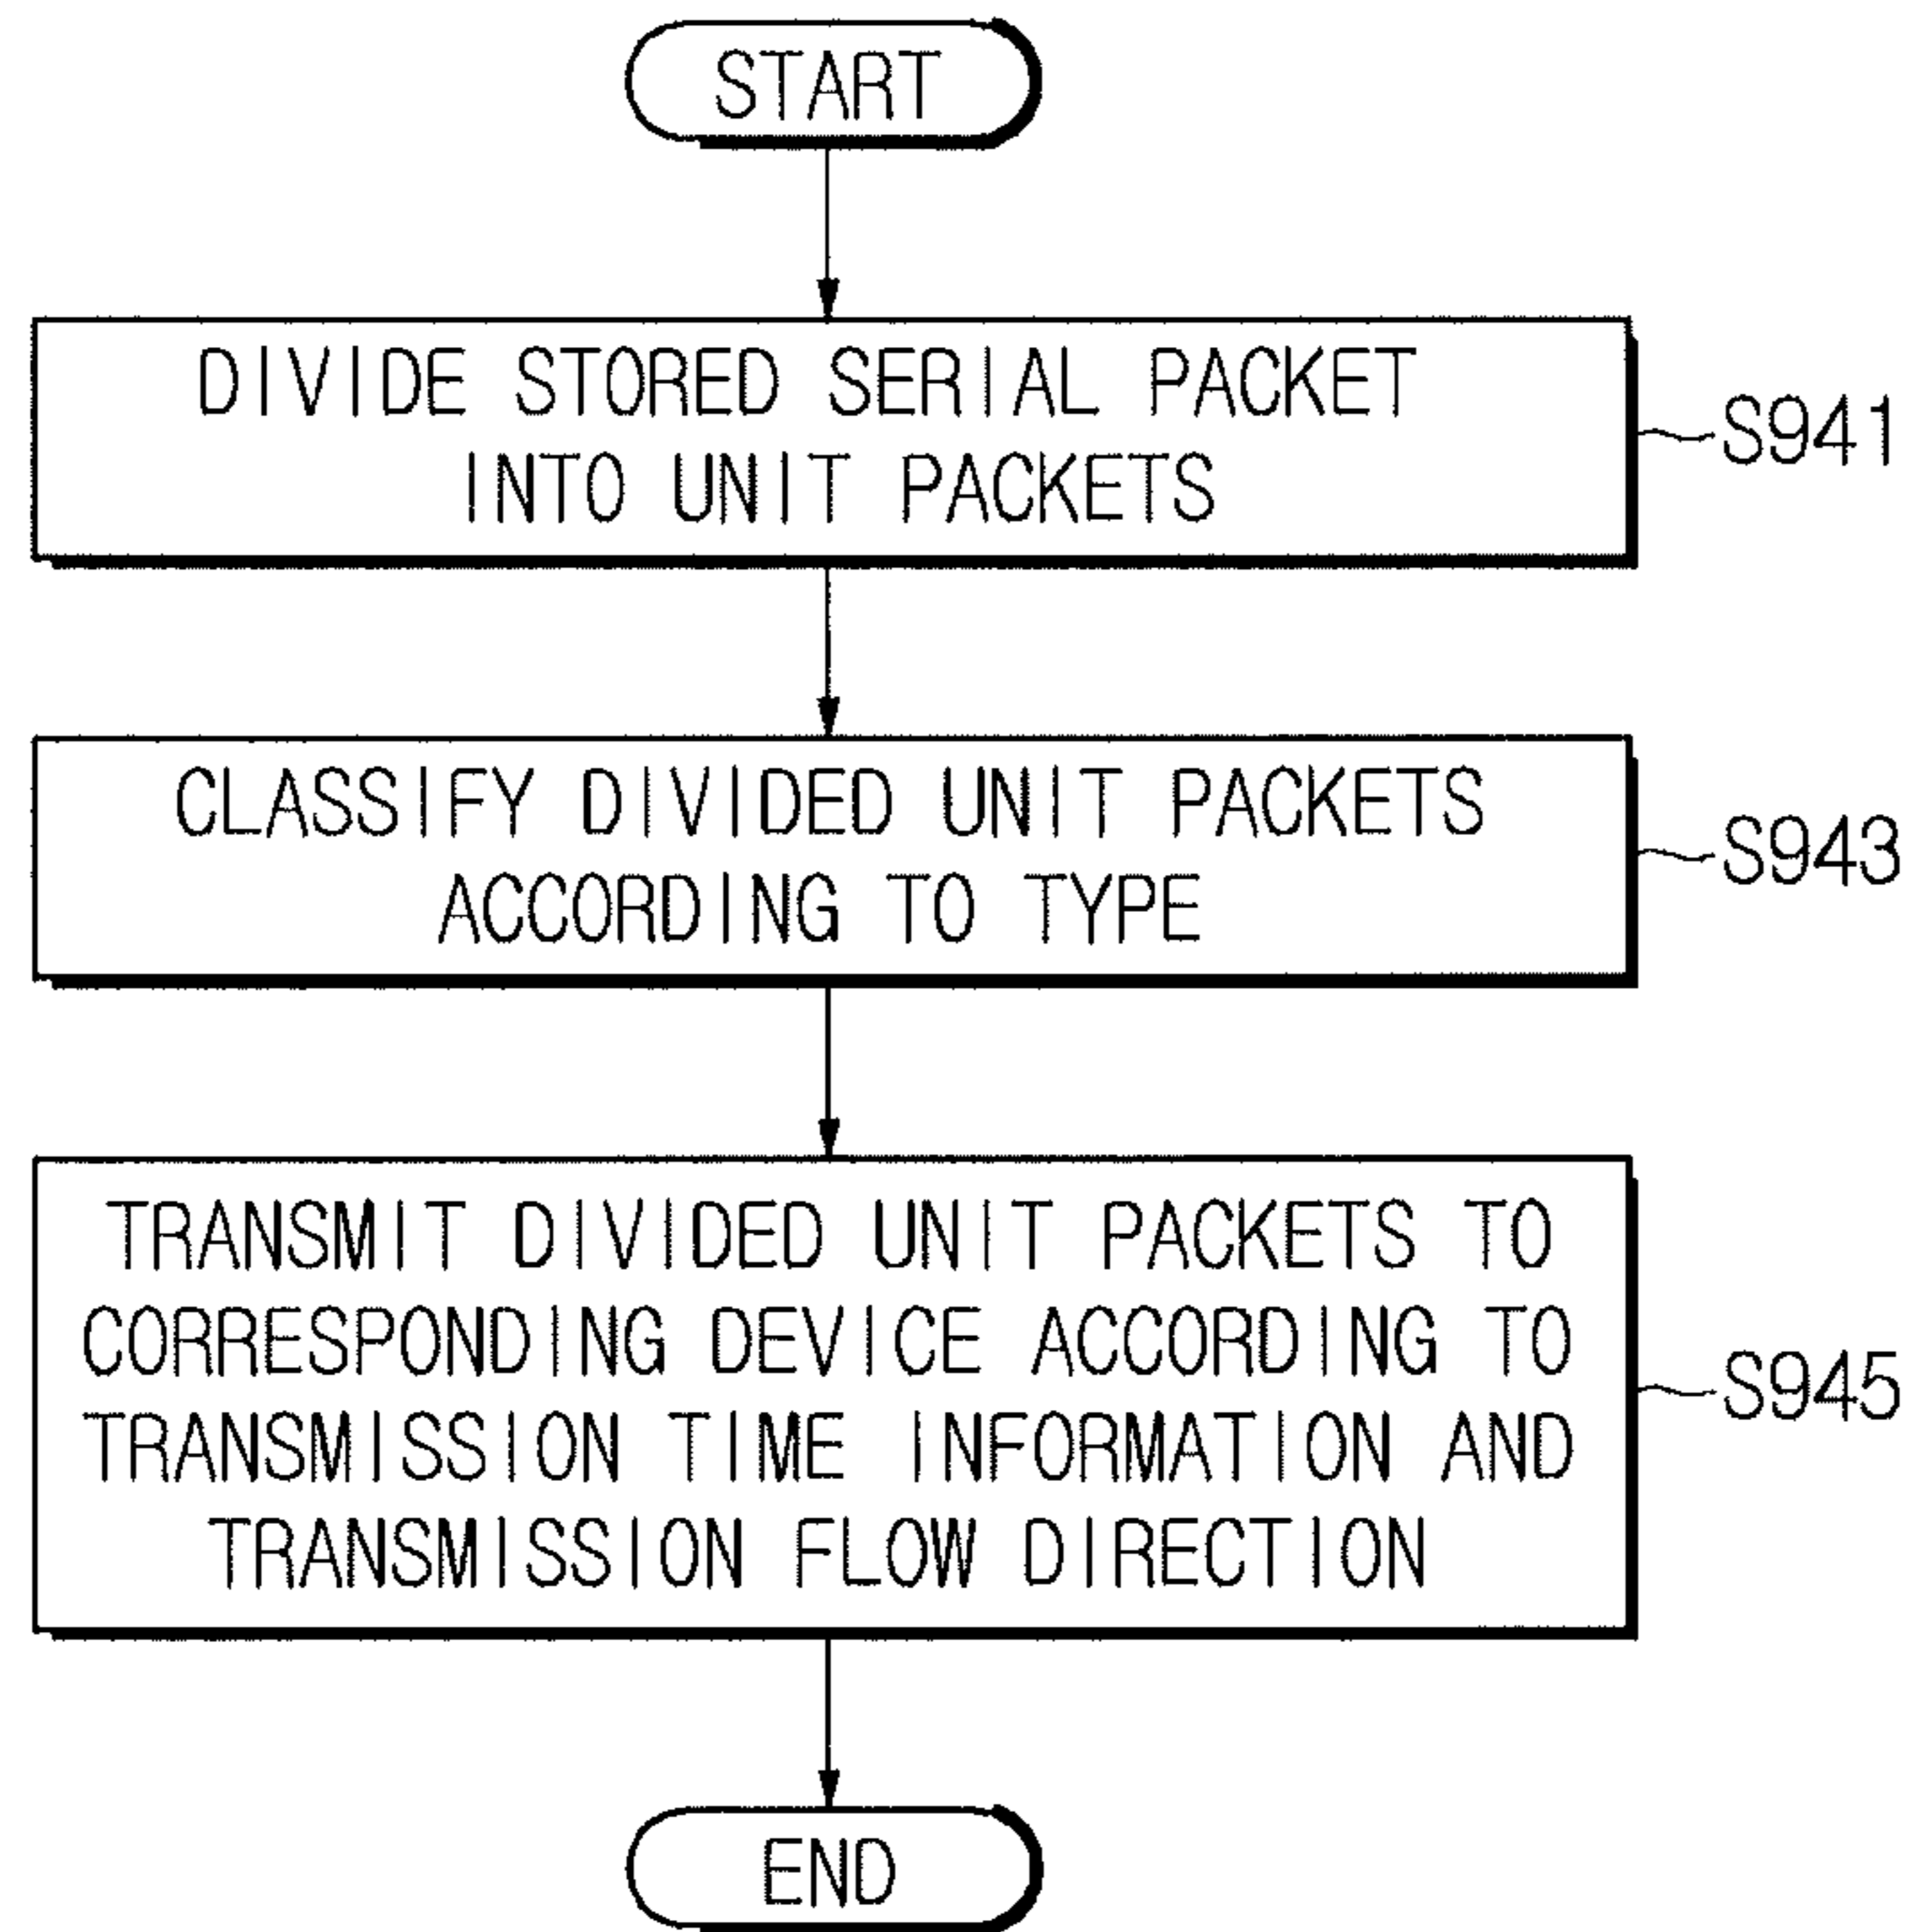 START
DIVIDE STORED SERIAL PACKET
INTO UNIT PACKETS
S941
CLASSIFY DIVIDED UNIT PACKETS
ACCORDING TO TYPE
S943
TRANSMIT DIVIDED UNIT PACKETS TO
CORRESPONDING DEVICE ACCORDING TO
TRANSMISSION TIME INFORMATION AND
TRANSMISSION FLOW DIRECTION
S945
END